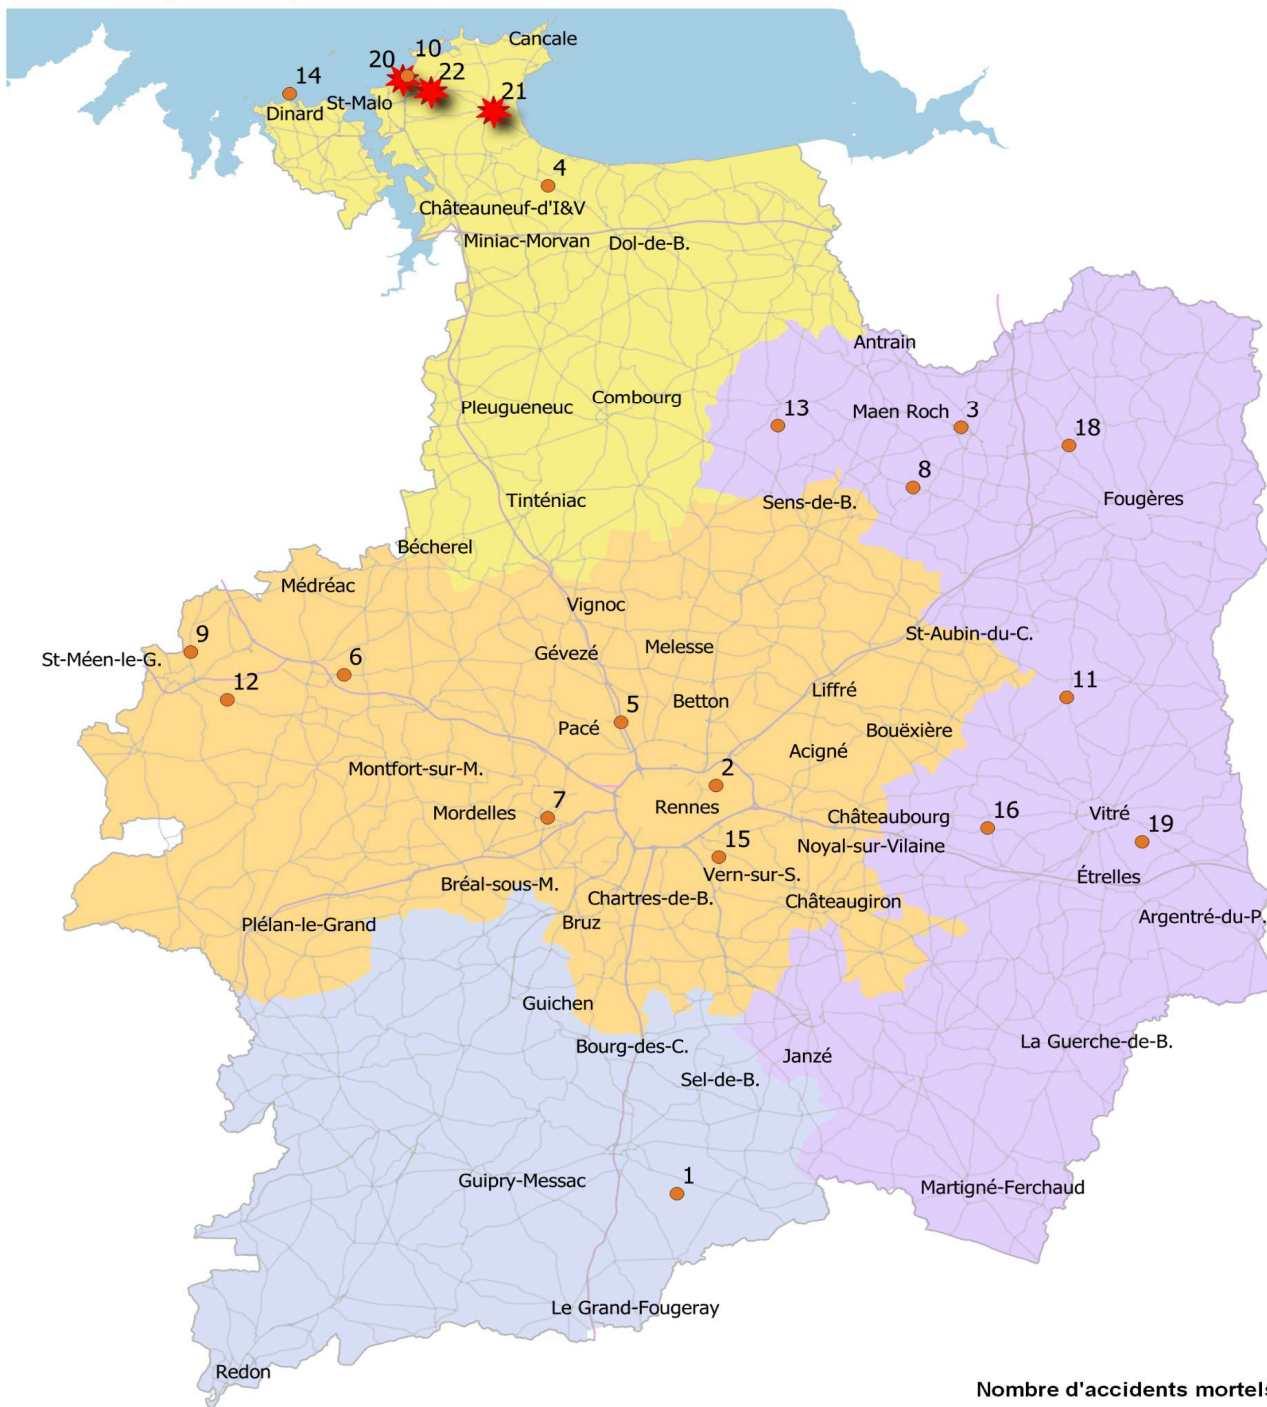 Cancale
10
20
22
14
21
St-Malo
Dinard
4
Châteauneuf-d'I&V
Miniac-Morvan
Dol-de-B.
Antrain
Combourg
Pleugueneuc
13
Maen Roch
3
18
8
Tinténiac
Sens-de-B.
Fougères
Bécherel
Médréac
Vignoc
9
St-Aubin-du-C.
Melesse
Gévezé
St-Méen-le-G.
6
12
Liffré
11
Betton
5
Pacé
Bouëxière
Acigné
Montfort-sur-M.
2
7
Mordelles
Rennes
Châteaubourg
16
Vitré
19
15
Noyal-sur-Vilaine
Vern-sur-S.
Étrelles
Bréal-sous-M.
Chartres-de-B.
Châteaugiron
Argentré-du-P.
Plélan-le-Grand
Bruz
Guichen
Bourg-des-C.
La Guerche-de-B.
Janzé
Sel-de-B.
Guipry-Messac
1
Martigné-Ferchaud
Le Grand-Fougeray
Redon
Nombre d'accidents mortels